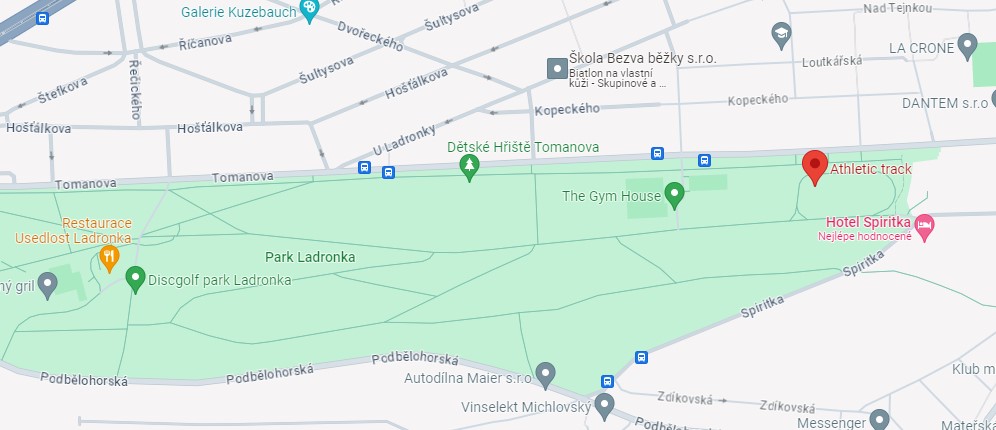 Nad Tejnkou
Galerie Kuzebauch
Šultysova
Dvořeckého
Říčanova
LA CRONE
Škola Bezva běžky s.r.o.
Biatlon na vlastní
kůži - Skupinové a ...
Loutkářská
Řečického
Šultysova
Štefkova
Hošťálkova
DANTEM s.r.o
Kopeckého
Kopeckého
Hošťálkova
Hošťálkova
U Ladronky
Dětské Hřiště Tomanova
Tomanova
Tomanova
Athletic track
The Gym House
Restaurace
Usedlost Ladronka
Hotel Spiritka
Nejlépe hodnocené
Park Ladronka
Spiritka
Discgolf park Ladronka
ný gril
Spiritka
Podbělohorská
Podbělohorská
Podbělohorská
Autodílna Maier s.r.o
Klub m
Zdíkovská
Zdíkovská
Vinselekt Michlovský
Podbělohorská
Messenger
Mateřska